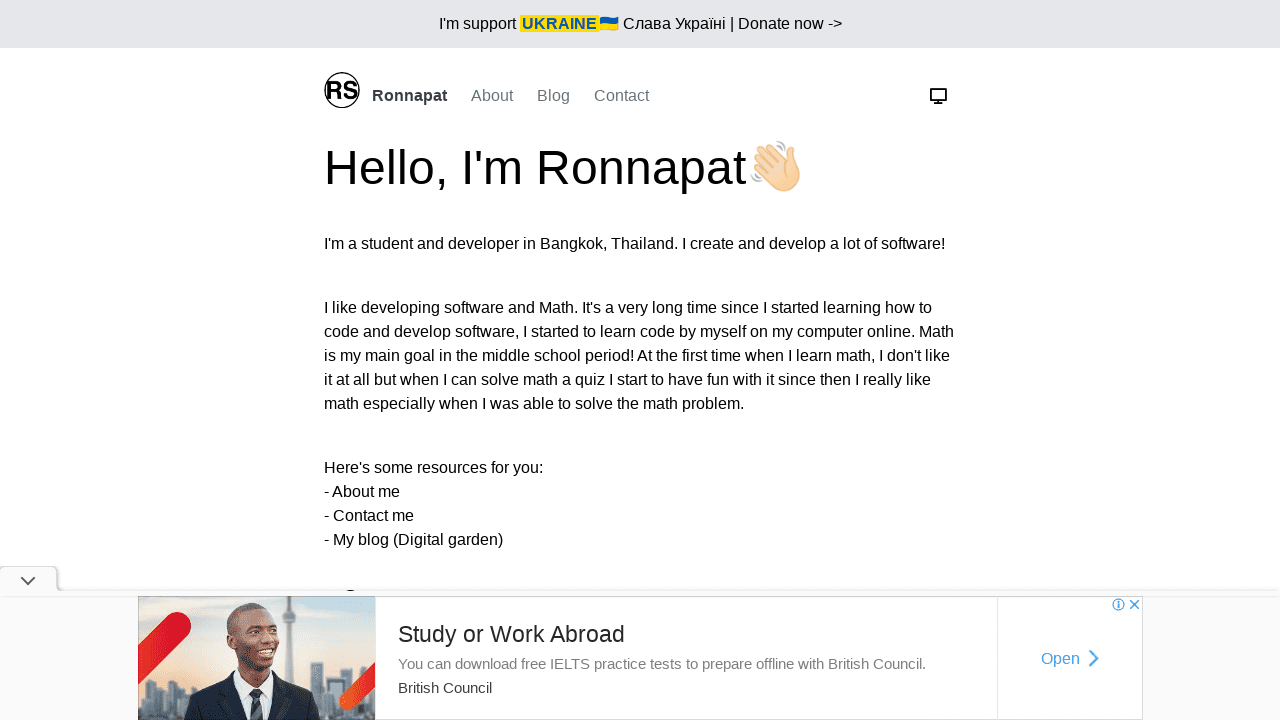 I'm support UKRAINE🇺🇦 Слава Україні | Donate now ->
RS Ronnapat About Blog Contact
Hello, I'm Ronnapat👋🏻
I'm a student and developer in Bangkok, Thailand. I create and develop a lot of software!
I like developing software and Math. It's a very long time since I started learning how to
code and develop software, I started to learn code by myself on my computer online. Math
is my main goal in the middle school period! At the first time when I learn math, I don't like
it at all but when I can solve math a quiz I start to have fun with it since then I really like
math especially when I was able to solve the math problem.
Here's some resources for you:
- About me
- Contact me
- My blog (Digital garden)
Study or Work Abroad
You can download free IELTS practice tests to prepare offline with British Council.
British Council
Open